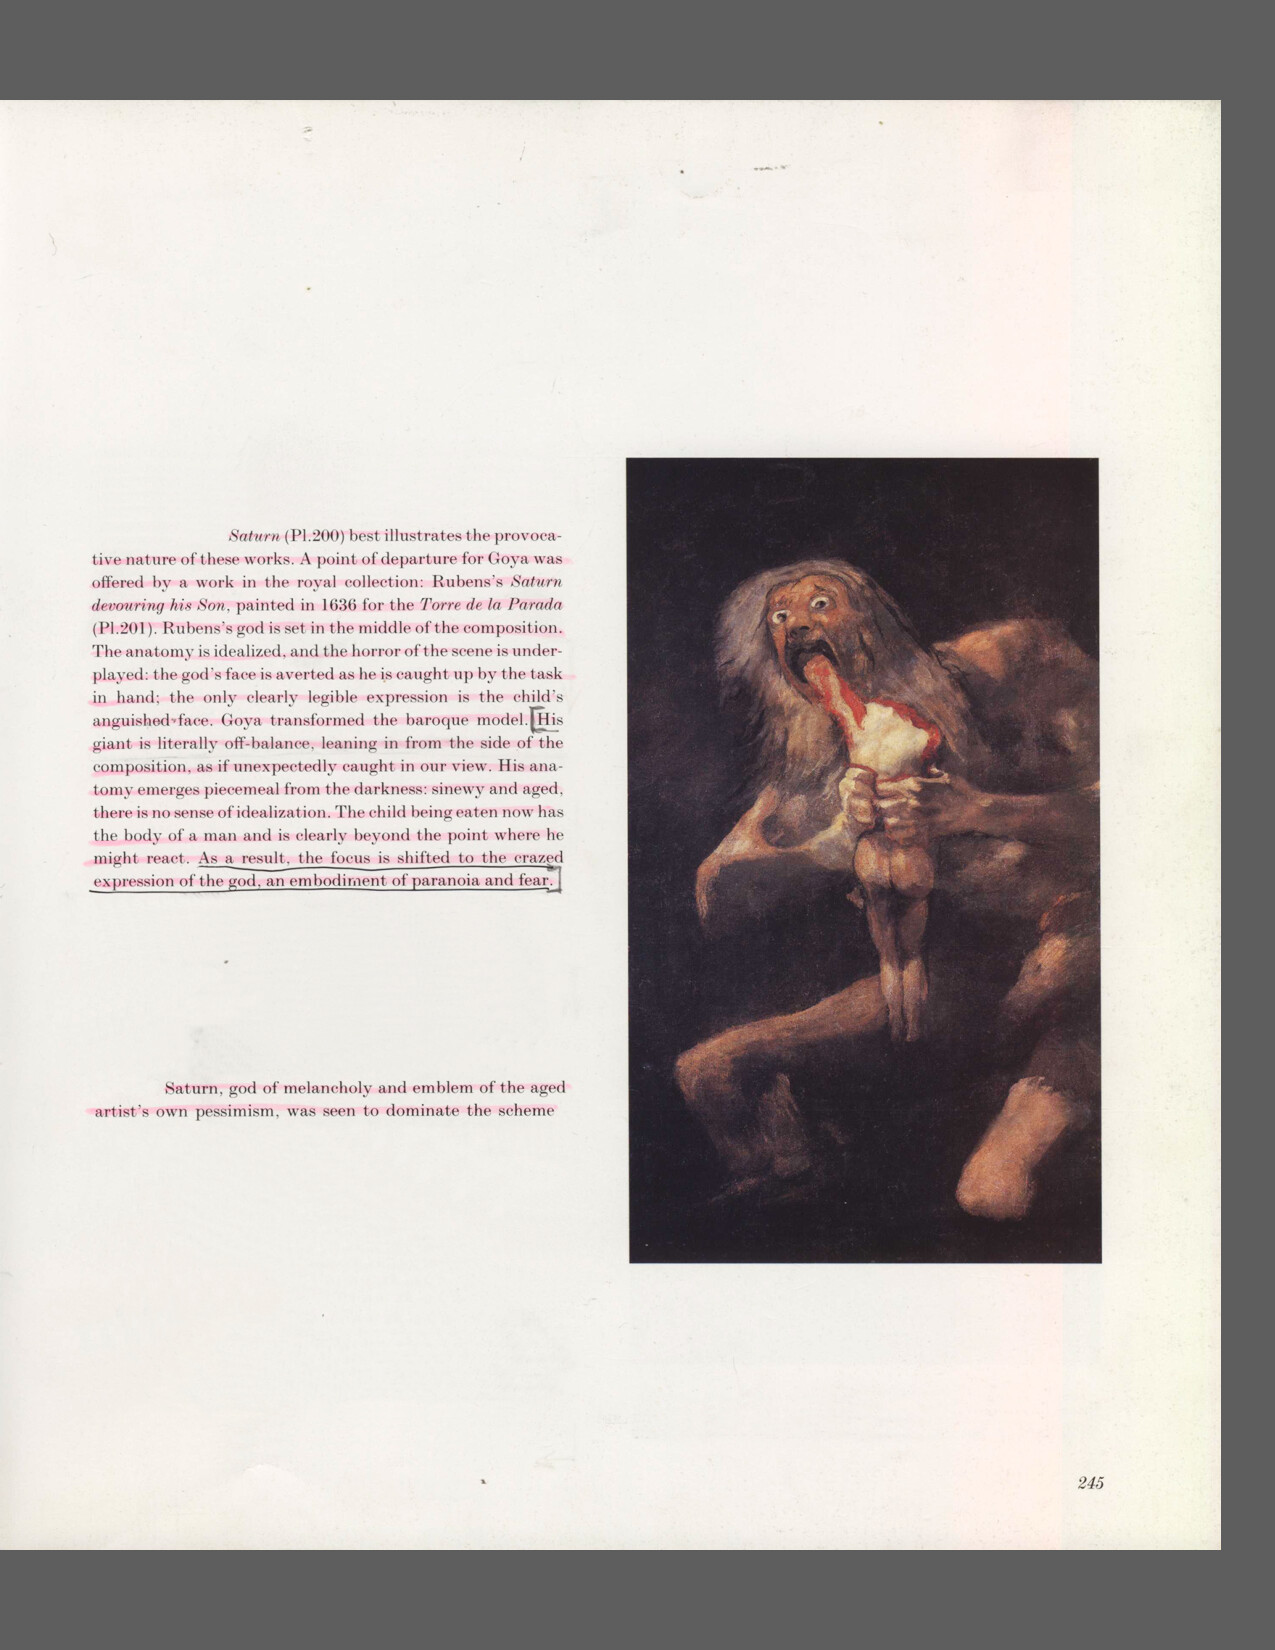 Saturn (Pl.200) best illustrates the provoca-
tive nature of these works. A point of departure for Goya was
offered by a work in the royal collection: Rubens's Saturn
devouring his Son, painted in 1636 for the Torre de la Parada
(Pl.201). Rubens's god is set in the middle of the composition.
The anatomy is idealized, and the horror of the scene is under-
played: the god's face is averted as he is caught up by the task
in hand; the only clearly legible expression is the child's
anguished face. Goya transformed the baroque model. [His
giant is literally off-balance, leaning in from the side of the
composition, as if unexpectedly caught in our view. His ana-
tomy emerges piecemeal from the darkness: sinewy and aged,
there is no sense of idealization. The child being eaten now has
the body of a man and is clearly beyond the point where he
might react. As a result, the focus is shifted to the crazed
expression of the god, an embodiment of paranoia and fear.]
Saturn, god of melancholy and emblem of the aged
artist's own pessimism, was seen to dominate the scheme
245